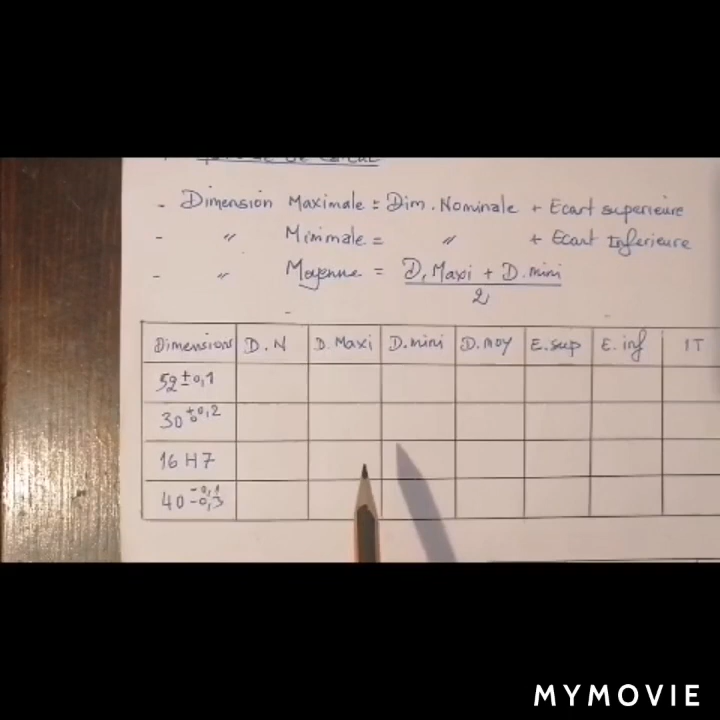 - Dimension Maximale = Dim. Nominale + Ecart superieure
- " Minimale = " + Ecart Inferieure
- " Moyenne = D. Maxi + D. mini
2
Dimensions D.N D.Maxi D.mini D.moy E.sup E.inf IT
52 ± 0,1
30 +0,2 0
16 H7
40 -0,1 -0,3
MYMOVIE